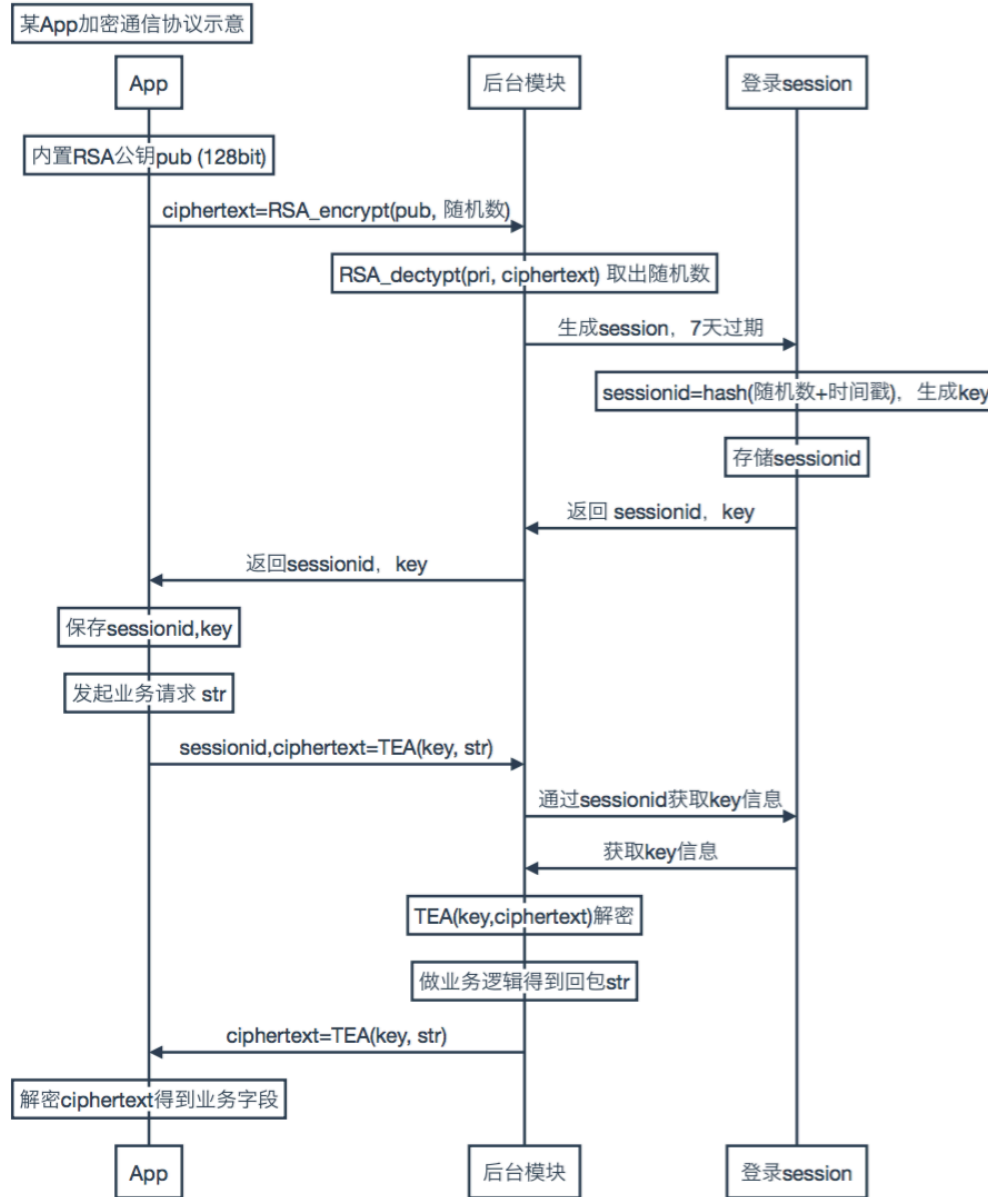 某App加密通信协议示意
App
后台模块
登录session
内置RSA公钥pub (128bit)
ciphertext=RSA_encrypt(pub, 随机数)
RSA_dectypt(pri, ciphertext) 取出随机数
生成session，7天过期
sessionid=hash(随机数+时间戳)，生成key
存储sessionid
返回 sessionid，key
返回sessionid，key
保存sessionid,key
发起业务请求 str
sessionid,ciphertext=TEA(key, str)
通过sessionid获取key信息
获取key信息
TEA(key,ciphertext)解密
做业务逻辑得到回包str
ciphertext=TEA(key, str)
解密ciphertext得到业务字段
App
后台模块
登录session